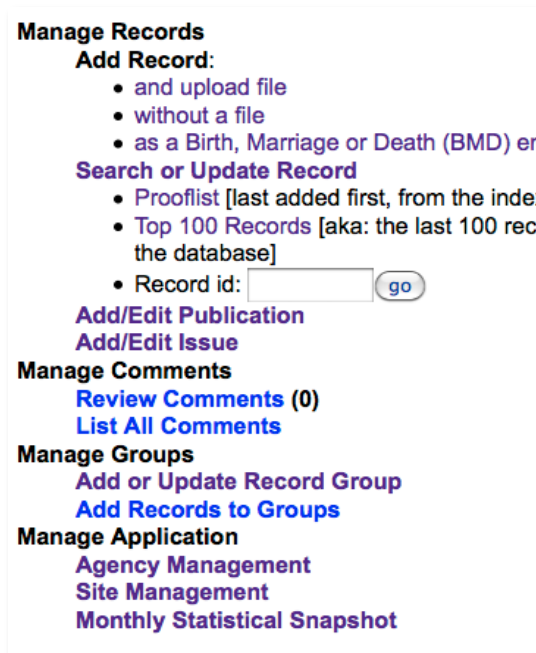 Manage Records
Add Record:
• and upload file
• without a file
• as a Birth, Marriage or Death (BMD)
Search or Update Record
• Prooflist [last added first, from the
• Top 100 Records [aka: the last 100
the database]
• Record id: go
Add/Edit Publication
Add/Edit Issue
Manage Comments
Review Comments (0)
List All Comments
Manage Groups
Add or Update Record Group
Add Records to Groups
Manage Application
Agency Management
Site Management
Monthly Statistical Snapshot